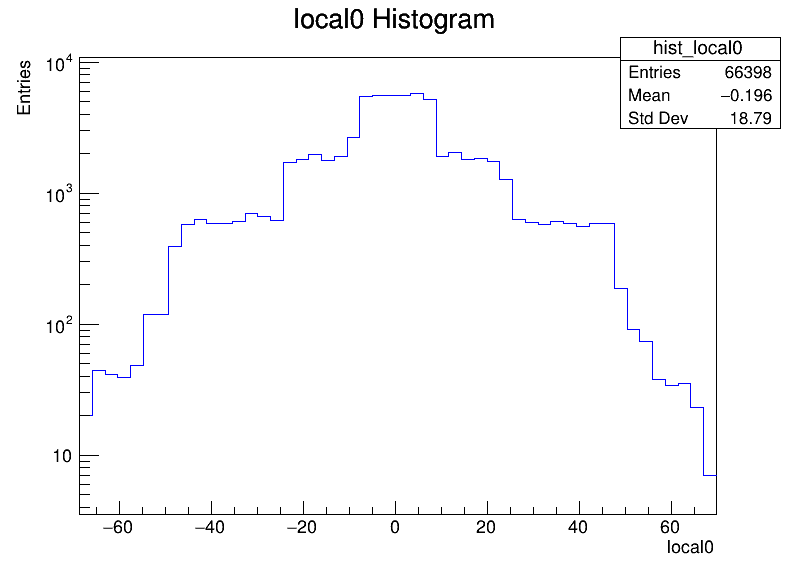 local0 Histogram
hist_local0
Entries 66398
Mean −0.196
Std Dev 18.79
Entries
10⁴
10³
10²
10
−60 −40 −20 0 20 40 60
local0